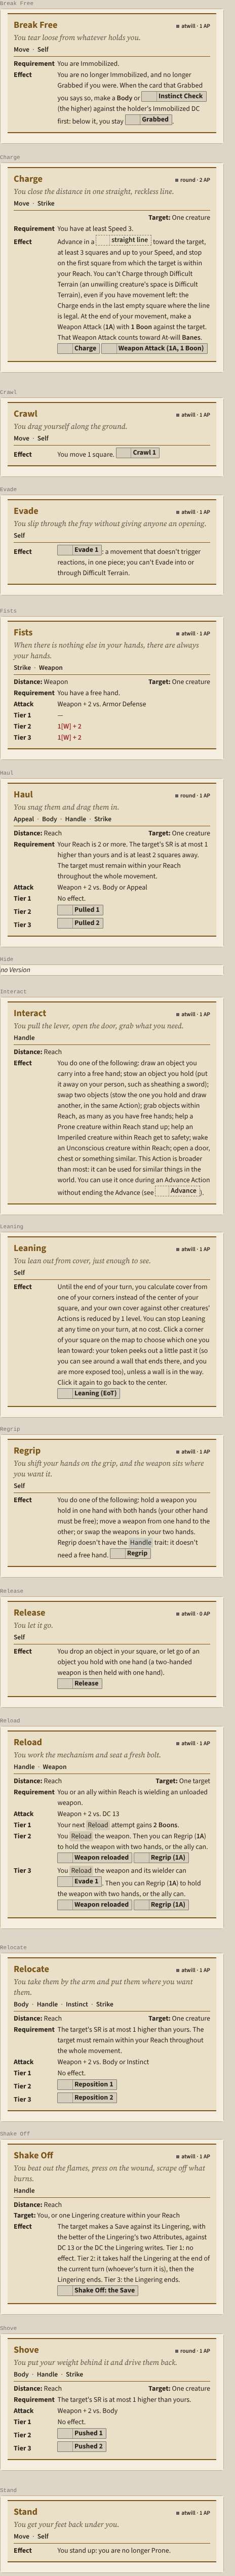 Break Free
Break Free
■ atwill · 1 AP
You tear loose from whatever holds you.
Move · Self
Requirement You are Immobilized.
Effect You are no longer Immobilized, and no longer
Grabbed if you were. When the card that Grabbed
you says so, make a Body or Instinct Check
(the higher) against the holder's Immobilized DC
first: below it, you stay Grabbed.
Charge
Charge
■ round · 2 AP
You close the distance in one straight, reckless line.
Move · Strike
Target: One creature
Requirement You have at least Speed 3.
Effect Advance in a straight line toward the target,
at least 3 squares and up to your Speed, and stop
on the first square from which the target is within
your Reach. You can't Charge through Difficult
Terrain (an unwilling creature's space is Difficult
Terrain), even if you have movement left: the
Charge ends in the last empty square where the line
is legal. At the end of your movement, make a
Weapon Attack (1A) with 1 Boon against the target.
That Weapon Attack counts toward At-will Banes.
Charge Weapon Attack (1A, 1 Boon)
Crawl
Crawl
■ atwill · 1 AP
You drag yourself along the ground.
Move · Self
Effect You move 1 square. Crawl 1
Evade
Evade
■ atwill · 1 AP
You slip through the fray without giving anyone an opening.
Self
Effect Evade 1: a movement that doesn't trigger
reactions, in one piece; you can't Evade into or
through Difficult Terrain.
Fists
Fists
■ atwill · 1 AP
When there is nothing else in your hands, there are always
your hands.
Strike · Weapon
Distance: Weapon Target: One creature
Requirement You have a free hand.
Attack Weapon + 2 vs. Armor Defense
Tier 1 —
Tier 2 1[W] + 2
Tier 3 1[W] + 2
Haul
Haul
■ round · 1 AP
You snag them and drag them in.
Appeal · Body · Handle · Strike
Distance: Reach Target: One creature
Requirement Your Reach is 2 or more. The target's SR is at most 1
higher than yours and is at least 2 squares away.
The target must remain within your Reach
throughout the whole movement.
Attack Weapon + 2 vs. Body or Appeal
Tier 1 No effect.
Tier 2 Pulled 1
Tier 3 Pulled 2
Hide
no Version
Interact
Interact
■ atwill · 1 AP
You pull the lever, open the door, grab what you need.
Handle
Distance: Reach
Effect You do one of the following: draw an object you
carry into a free hand; stow an object you hold (put
it away on your person, such as sheathing a sword);
swap two objects (stow the one you hold and draw
another, in the same Action); grab objects within
Reach, as many as you have free hands; help a
Prone creature within Reach stand up; help an
Imperiled creature within Reach get to safety; wake
an Unconscious creature within Reach; open a door,
chest or something similar. This Action is broader
than most: it can be used for similar things in the
world. You can use it once during an Advance Action
without ending the Advance (see Advance).
Leaning
Leaning
■ atwill · 1 AP
You lean out from cover, just enough to see.
Self
Effect Until the end of your turn, you calculate cover from
one of your corners instead of the center of your
square, and your own cover against other creatures'
Actions is reduced by 1 level. You can stop Leaning
at any time on your turn, at no cost. Click a corner
of your square on the map to choose which one you
lean toward: your token peeks out a little past it (so
you can see around a wall that ends there, and you
are more exposed too), unless a wall is in the way.
Click it again to go back to the center.
Leaning (EoT)
Regrip
Regrip
■ atwill · 1 AP
You shift your hands on the grip, and the weapon sits where
you want it.
Self
Effect You do one of the following: hold a weapon you
hold in one hand with both hands (your other hand
must be free); move a weapon from one hand to the
other; or swap the weapons in your two hands.
Regrip doesn't have the Handle trait: it doesn't
need a free hand. Regrip
Release
Release
■ atwill · 0 AP
You let it go.
Self
Effect You drop an object in your square, or let go of an
object you hold with one hand (a two-handed
weapon is then held with one hand).
Release
Reload
Reload
■ atwill · 1 AP
You work the mechanism and seat a fresh bolt.
Handle · Weapon
Distance: Reach Target: One target
Requirement You or an ally within Reach is wielding an unloaded
weapon.
Attack Weapon + 2 vs. DC 13
Tier 1 Your next Reload attempt gains 2 Boons.
Tier 2 You Reload the weapon. Then you can Regrip (1A)
to hold the weapon with two hands, or the ally can.
Weapon reloaded Regrip (1A)
Tier 3 You Reload the weapon and its wielder can
Evade 1. Then you can Regrip (1A) to hold
the weapon with two hands, or the ally can.
Weapon reloaded Regrip (1A)
Relocate
Relocate
■ atwill · 1 AP
You take them by the arm and put them where you want
them.
Body · Handle · Instinct · Strike
Distance: Reach Target: One creature
Requirement The target's SR is at most 1 higher than yours. The
target must remain within your Reach throughout
the whole movement.
Attack Weapon + 2 vs. Body or Instinct
Tier 1 No effect.
Tier 2 Reposition 1
Tier 3 Reposition 2
Shake Off
Shake Off
■ atwill · 1 AP
You beat out the flames, press on the wound, scrape off what
burns.
Handle
Distance: Reach
Target: You, or one Lingering creature within your Reach
Effect The target makes a Save against its Lingering, with
the better of the Lingering's two Attributes, against
DC 13 or the DC the Lingering writes. Tier 1: no
effect. Tier 2: it takes half the Lingering at the end of
the current turn (whoever's turn it is), then the
Lingering ends. Tier 3: the Lingering ends.
Shake Off: the Save
Shove
Shove
■ round · 1 AP
You put your weight behind it and drive them back.
Body · Handle · Strike
Distance: Reach Target: One creature
Requirement The target's SR is at most 1 higher than yours.
Attack Weapon + 2 vs. Body
Tier 1 No effect.
Tier 2 Pushed 1
Tier 3 Pushed 2
Stand
Stand
■ atwill · 1 AP
You get your feet back under you.
Move · Self
Effect You stand up: you are no longer Prone.